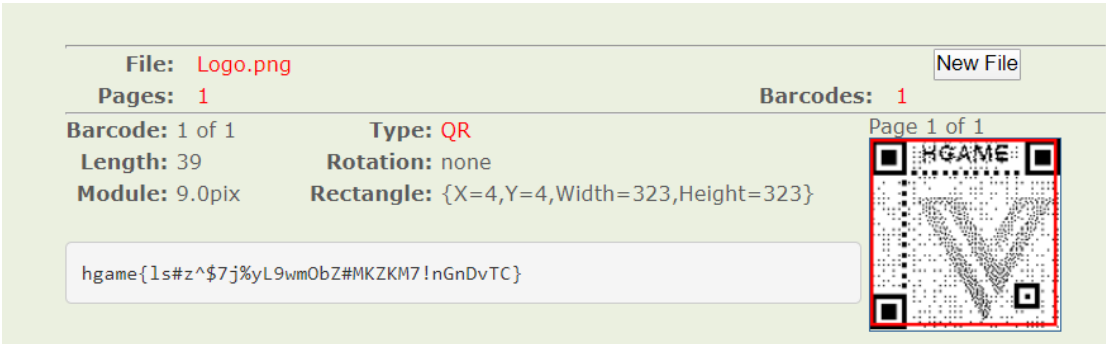 File: Logo.png New File
Pages: 1 Barcodes: 1
Barcode: 1 of 1 Type: QR Page 1 of 1
Length: 39 Rotation: none
Module: 9.0pix Rectangle: {X=4,Y=4,Width=323,Height=323}
HGAME
hgame{ls#z^$7j%yL9wmObZ#MKZKM7!nGnDvTC}